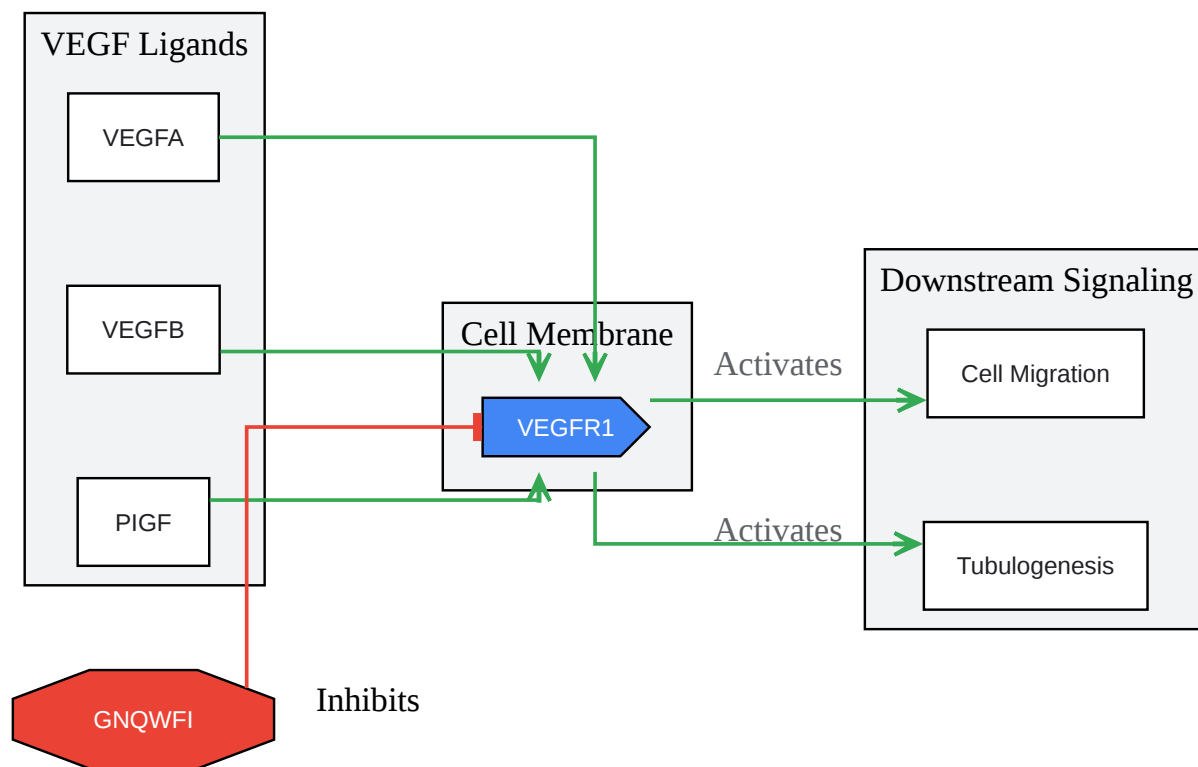 VEGF Ligands
VEGFA
VEGFB
PIGF
Cell Membrane
VEGFR1
Activates
Activates
Downstream Signaling
Cell Migration
Tubulogenesis
GNQWFI
Inhibits